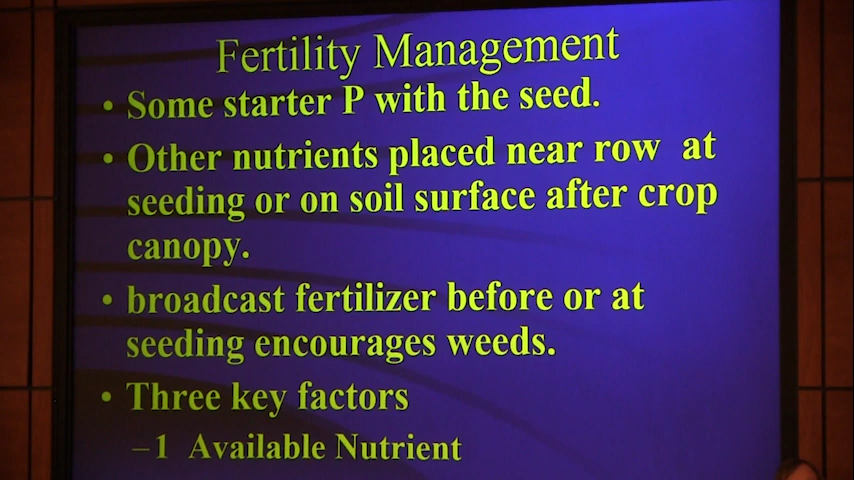 Fertility Management
• Some starter P with the seed.
• Other nutrients placed near row at
seeding or on soil surface after crop
canopy.
• broadcast fertilizer before or at
seeding encourages weeds.
• Three key factors
–1 Available Nutrient